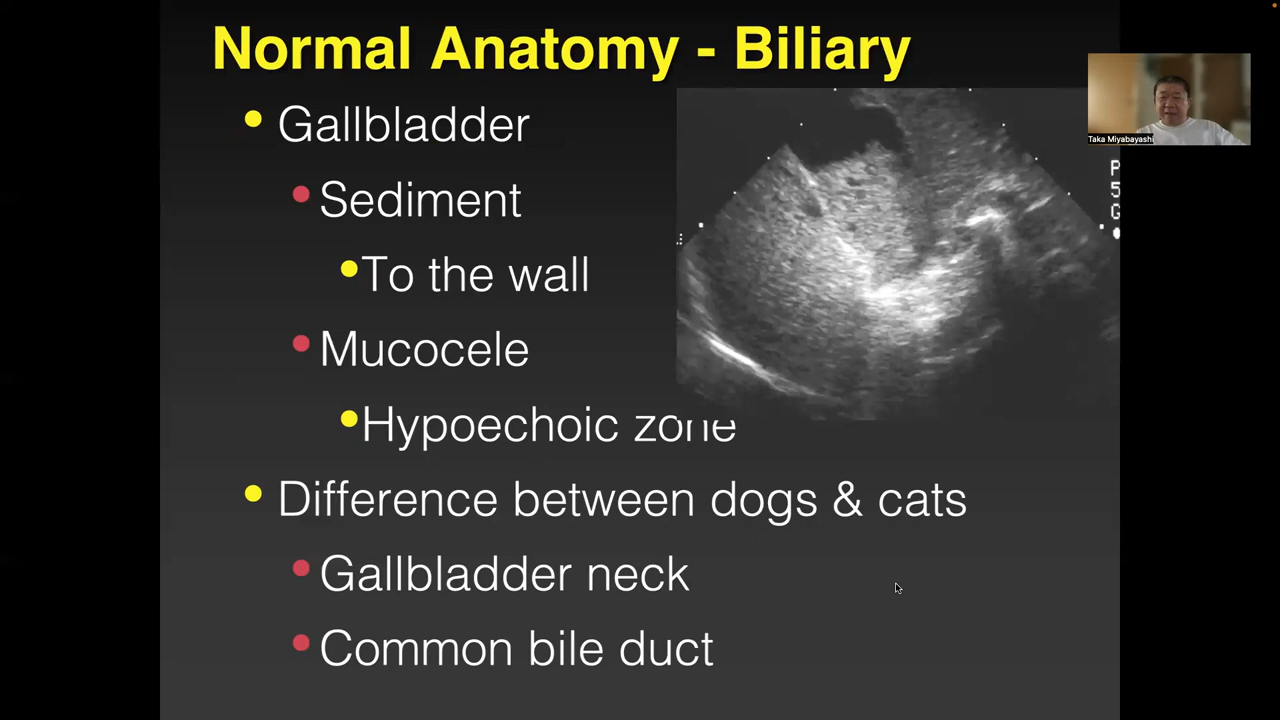 Normal Anatomy - Biliary
Gallbladder
Sediment
To the wall
Mucocele
Hypoechoic zone
Difference between dogs & cats
Gallbladder neck
Common bile duct
Taka Miyabayashi
P
5
G